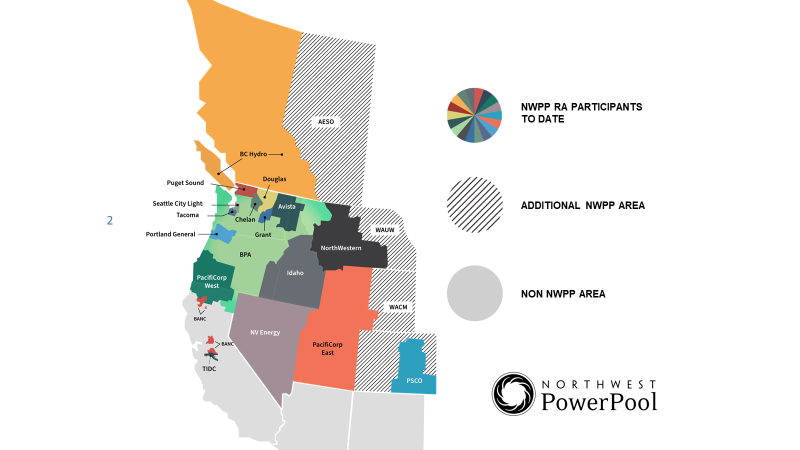 AESO
BC Hydro
Puget Sound
Douglas
Seattle City Light
Avista
Tacoma
Chelan
Portland General
Grant
WAUW
NorthWestern
BPA
Idaho
PacifiCorp
West
WACM
BANC
NV Energy
BANC
PacifiCorp
East
TIDC
PSCO
2
NWPP RA PARTICIPANTS
TO DATE
ADDITIONAL NWPP AREA
NON NWPP AREA
NORTHWEST
PowerPool